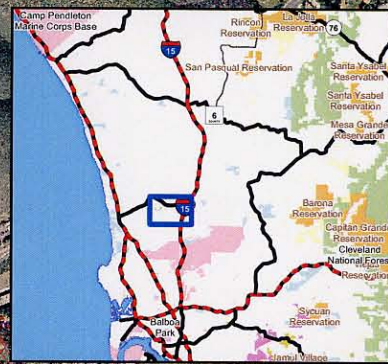 Camp Pendleton
Marine Corps Base
Rincon
Reservation
La Jolla
Reservation
76
15
San Pasqual Reservation
Santa Ysabel
Reservation
Santa Ysabel
Reservation
6
COUNTY
Mesa Grande
Reservation
15
Barona
Reservation
Capitan Grande
Reservation
Cleveland
National Forest
Reservation
Sycuan
Reservation
Balboa
Park
Jamul Village